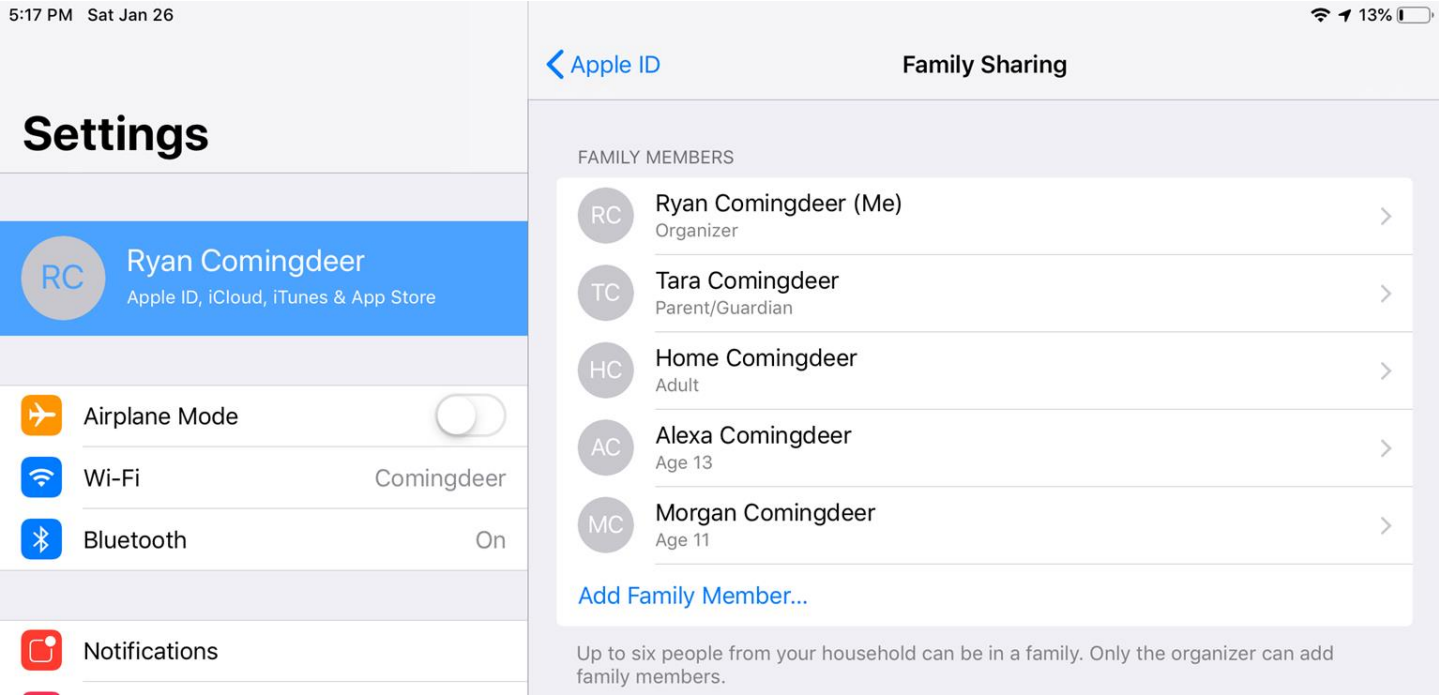 5:17 PM Sat Jan 26
13%
Settings
RC
Ryan Comingdeer
Apple ID, iCloud, iTunes & App Store
Airplane Mode
Wi-Fi Comingdeer
Bluetooth On
Notifications
Apple ID Family Sharing
FAMILY MEMBERS
RC
Ryan Comingdeer (Me)
Organizer
TC
Tara Comingdeer
Parent/Guardian
HC
Home Comingdeer
Adult
AC
Alexa Comingdeer
Age 13
MC
Morgan Comingdeer
Age 11
Add Family Member...
Up to six people from your household can be in a family. Only the organizer can add
family members.